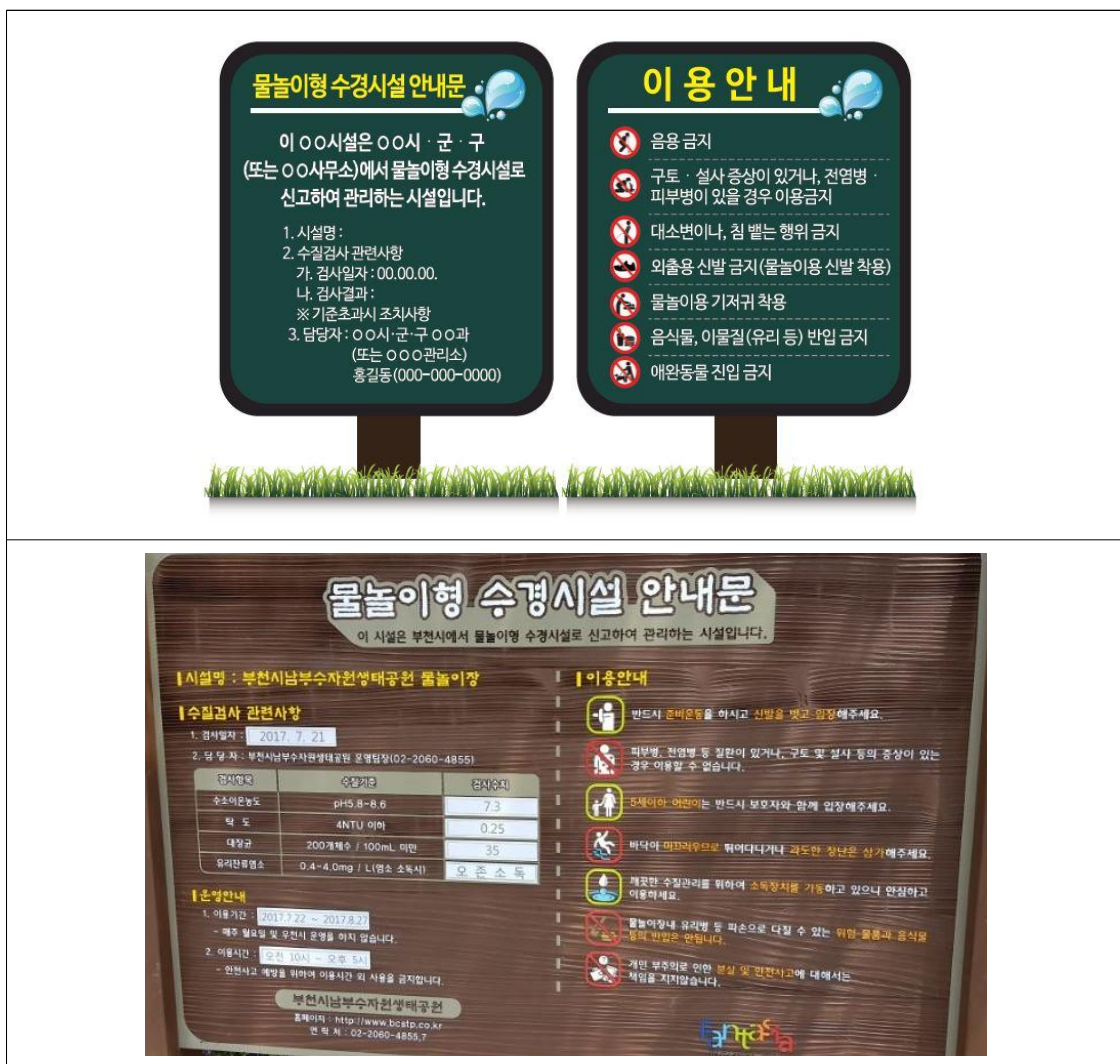 물놀이형 수경시설 안내문
이 ○○시설은 ○○시 · 군 · 구
(또는 ○○사무소)에서 물놀이형 수경시설로
신고하여 관리하는 시설입니다.
1. 시설명 :
2. 수질검사 관련사항
가. 검사일자 : 00.00.00.
나. 검사결과 :
※ 기준초과시 조치사항
3. 담당자 : ○○시·군·구 ○○과
(또는 ○○○관리소)
홍길동(000-000-0000)
이 용 안 내
음용 금지
구토 · 설사 증상이 있거나, 전염병 ·
피부병이 있을 경우 이용금지
대소변이나, 침 뱉는 행위 금지
외출용 신발 금지(물놀이용 신발 착용)
물놀이용 기저귀 착용
음식물, 이물질(유리 등) 반입 금지
애완동물 진입 금지
물놀이형 수경시설 안내문
이 시설은 부천시에서 물놀이형 수경시설로 신고하여 관리하는 시설입니다.
시설명 : 부천시남부수자원생태공원 물놀이장
수질검사 관련사항
1. 검사일자 : 2017. 7. 21
2. 담 당 자 : 부천시남부수자원생태공원 운영팀장(02-2060-4855)
검사항목 수질기준 검사수치
수소이온농도 pH5.8~8.6 7.3
탁 도 4NTU 이하 0.25
대장균 200개체수 / 100mL 미만 35
유리잔류염소 0.4~4.0mg / L(염소 소독시) 오 존 소 독
운영안내
1. 이용기간 : 2017.7.22 ~ 2017.8.27
- 매주 월요일 및 우천시 운영을 하지 않습니다.
2. 이용시간 : 오전 10시 ~ 오후 5시
- 안전사고 예방을 위하여 이용시간 외 사용을 금지합니다.
부천시남부수자원생태공원
홈페이지 : http://www.bcstp.co.kr
연 락 처 : 02-2060-4855,7
이용안내
반드시 준비운동을 하시고 신발을 벗고 입장해주세요.
피부병, 전염병 등 질환이 있거나, 구토 및 설사 등의 증상이 있는
경우 이용할 수 없습니다.
5세이하 어린이는 반드시 보호자와 함께 입장해주세요.
바닥이 미끄러우므로 뛰어다니거나 과도한 장난은 삼가해주세요.
깨끗한 수질관리를 위하여 소독장치를 가동하고 있으니 안심하고
이용하세요.
물놀이장내 유리병 등 파손으로 다칠 수 있는 위험 물품과 음식물
등의 반입은 안됩니다.
개인 부주의로 인한 분실 및 안전사고에 대해서는
책임을 지지않습니다.
Fantasia